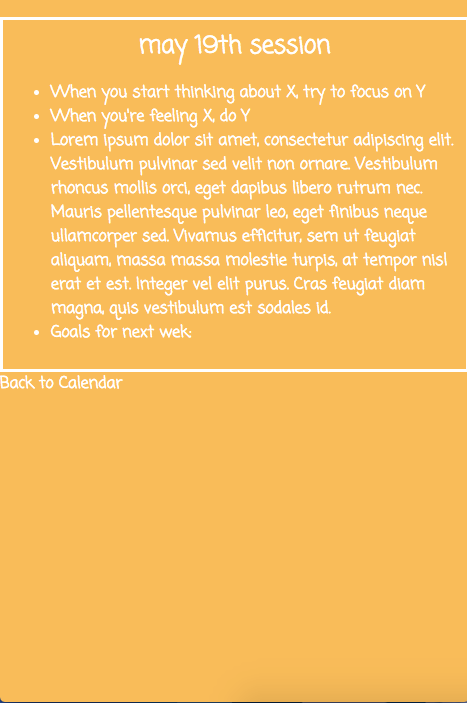 may 19th session
When you start thinking about X, try to focus on Y
When you're feeling X, do Y
Lorem ipsum dolor sit amet, consectetur adipiscing elit.
Vestibulum pulvinar sed velit non ornare. Vestibulum
rhoncus mollis orci, eget dapibus libero rutrum nec.
Mauris pellentesque pulvinar leo, eget finibus neque
ullamcorper sed. Vivamus efficitur, sem ut feugiat
aliquam, massa massa molestie turpis, at tempor nisl
erat et est. Integer vel elit purus. Cras feugiat diam
magna, quis vestibulum est sodales id.
Goals for next wek:
Back to Calendar